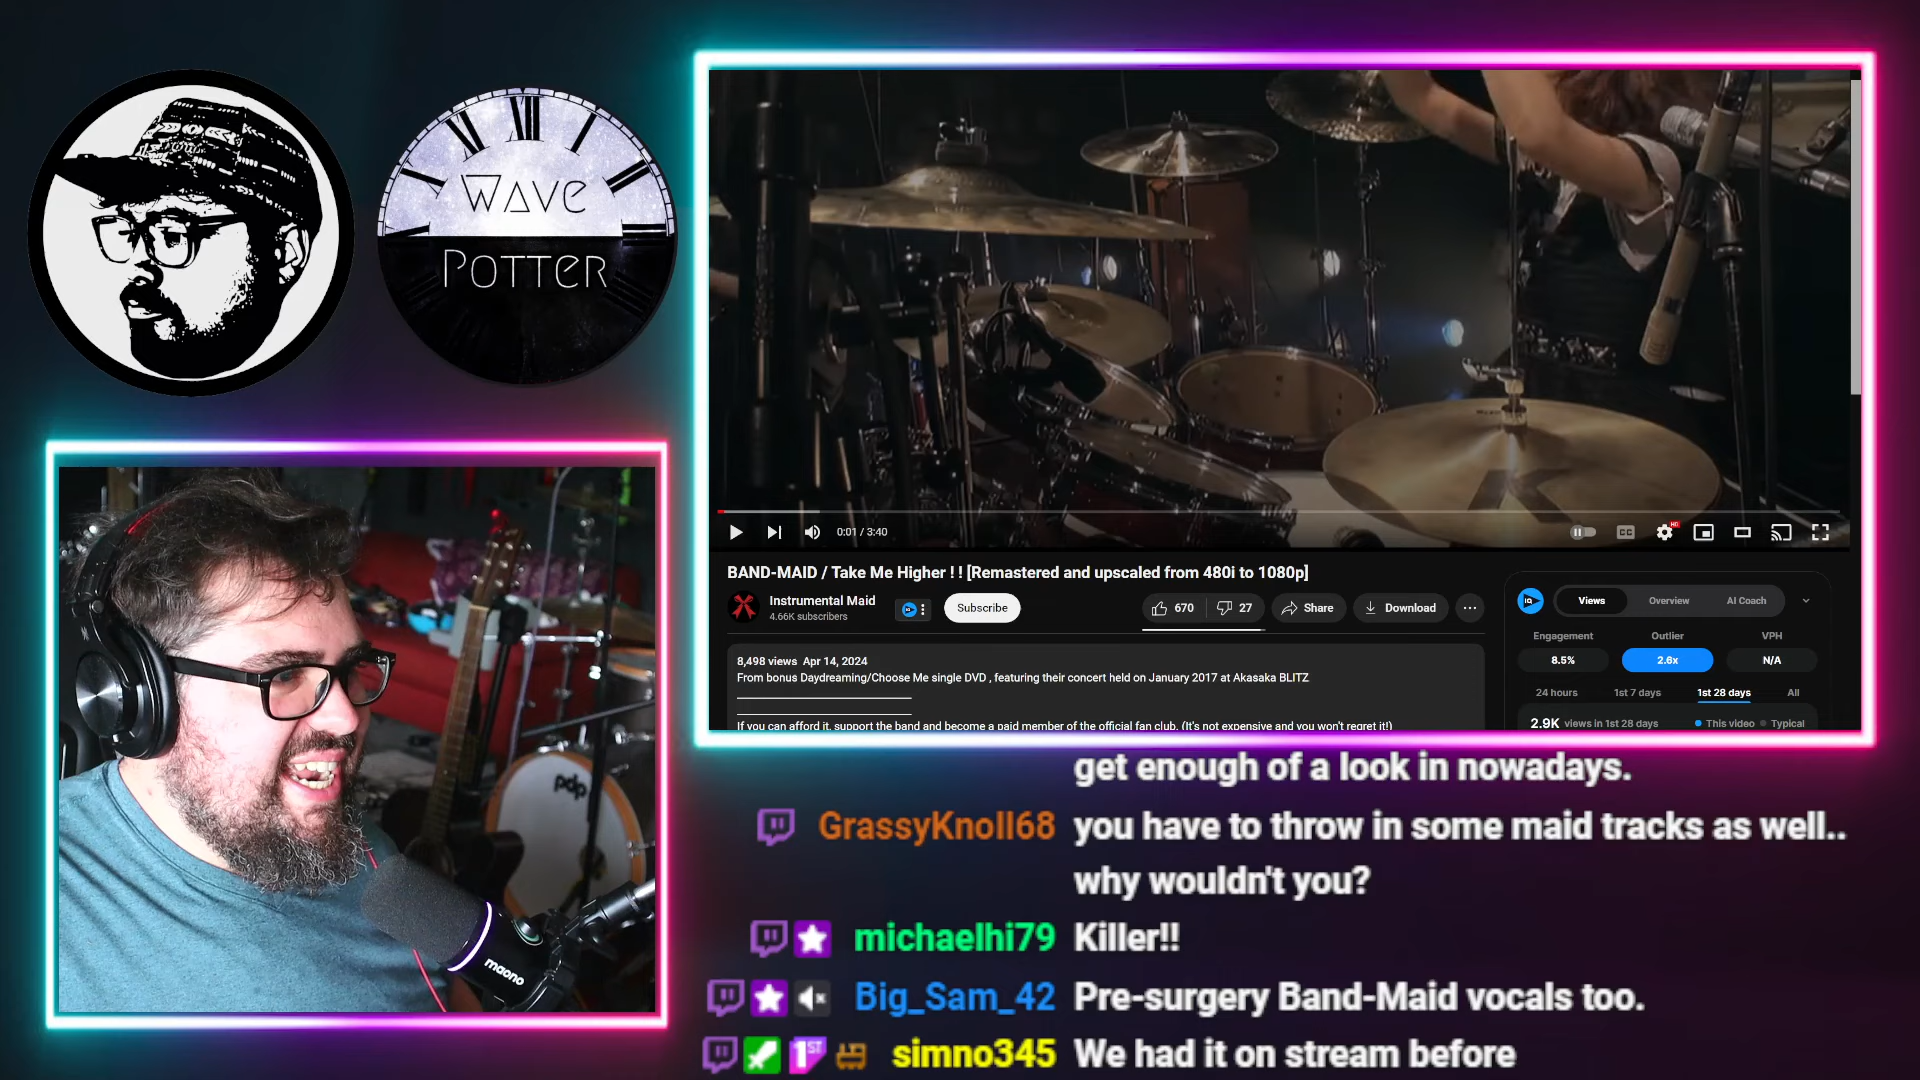 WAVE
POTTER
K
0:01 / 3:40
CC
HD
BAND-MAID / Take Me Higher ! ! [Remastered and upscaled from 480i to 1080p]
Instrumental Maid
4.66K subscribers
IQ
Subscribe
670
27
Share
Download
8,498 views Apr 14, 2024
From bonus Daydreaming/Choose Me single DVD , featuring their concert held on January 2017 at Akasaka BLITZ
If you can afford it, support the band and become a paid member of the official fan club. (It's not expensive and you won't regret it!)
IQ
Views Overview AI Coach
Engagement Outlier VPH
8.5% 2.6x N/A
24 hours 1st 7 days 1st 28 days All
2.9K views in 1st 28 days This video Typical
pdp
maono
get enough of a look in nowadays.
GrassyKnoll68 you have to throw in some maid tracks as well..
why wouldn't you?
michaelhi79 Killer!!
Big_Sam_42 Pre-surgery Band-Maid vocals too.
1ST simno345 We had it on stream before